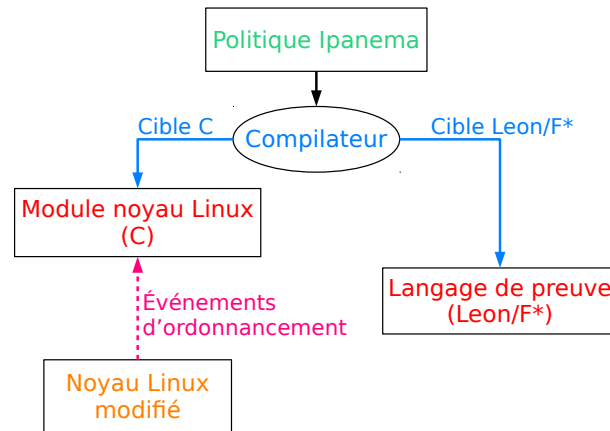 Politique Ipanema
Cible C
Compilateur
Cible Leon/F*
Module noyau Linux
(C)
Langage de preuve
(Leon/F*)
Événements
d’ordonnancement
Noyau Linux
modifié